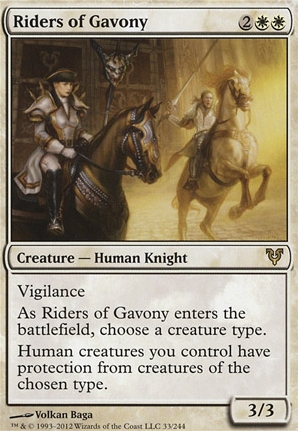 Riders of Gavony 2
Creature — Human Knight
Vigilance
As Riders of Gavony enters the
battlefield, choose a creature type.
Human creatures you control have
protection from creatures of the
chosen type.
Volkan Baga
™ & © 1993–2012 Wizards of the Coast LLC 33/244
3/3